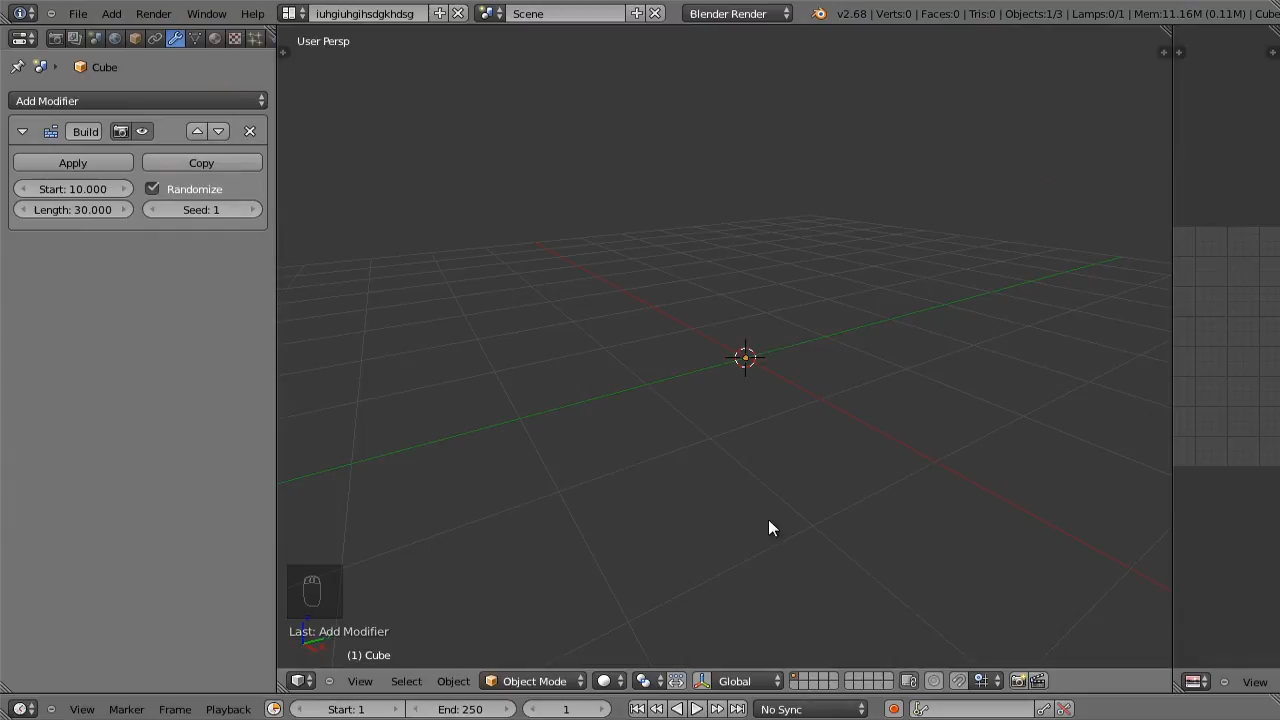 File Add Render Window Help iuhgiuhgihsdgkhdsg Scene Blender Render v2.68 | Verts:0 | Faces:0 | Tris:0 | Objects:1/3 | Lamps:0/1 | Mem:11.16M (0.11M) | Cube
User Persp
Cube
Add Modifier
Build
Apply Copy
Start: 10.000 Randomize
Length: 30.000 Seed: 1
Last: Add Modifier
(1) Cube
View Select Object Object Mode Global View
View Marker Frame Playback Start: 1 End: 250 1 No Sync